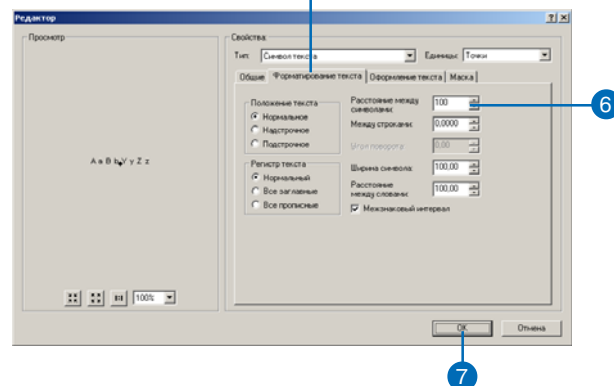 Редактор
Просмотр
A a B b Y y Z z
100%
Свойства:
Тип: Символ текста Единицы: Точки
Общие Форматирование текста Оформление текста Маска
Положение текста
Нормальное
Надстрочное
Подстрочное
Регистр текста
Нормальный
Все заглавные
Все прописные
Расстояние между символами: 100
Между строками: 0,0000
Угол поворота: 0,00
Ширина символа: 100,00
Расстояние между словами: 100,00
Межзнаковый интервал
OK Отмена
6
7